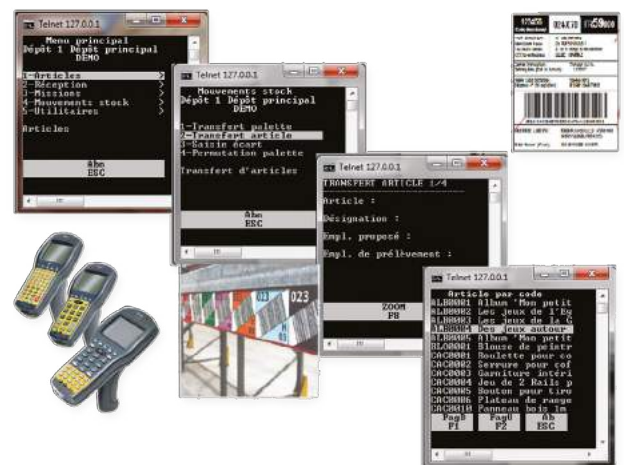 Telnet 127.0.0.1
Menu principal
Dépôt 1 Dépôt principal
DEMO
1-Articles >
2-Réception >
3-Missions >
4-Mouvements stock >
5-Utilitaires >
Articles
Abn
ESC
Telnet 127.0.0.1
Mouvements stock
Dépôt 1 Dépôt principal
DEMO
1-Transfert palette
2-Transfert article
3-Saisie écart
4-Permutation palette
Transfert d'articles
Abn
ESC
Telnet 127.0.0.1
TRANSFERT ARTICLE 1/4
Article :
Désignation :
Empl. proposé :
Empl. de prélèvement :
ZOOM
F8
Telnet 127.0.0.1
Article par code
ALB0001 Album 'Mon petit
ALB0002 Les jeux de l'Eg
ALB0003 Les jeux de la G
ALB0004 Des jeux autour
ALB0005 Album 'Mon petit
BLO0001 Blouse de peintr
CAC0001 Roulette pour co
CAC0002 Serrure pour cof
CAC0003 Garniture intéri
CAC0004 Jeu de 2 Rails p
CAC0005 Bouton pour tiro
CAC0006 Plateau de range
CAC0010 Panneau bois 1m
PagD PagU Ab
F1 F2 ESC
023
023